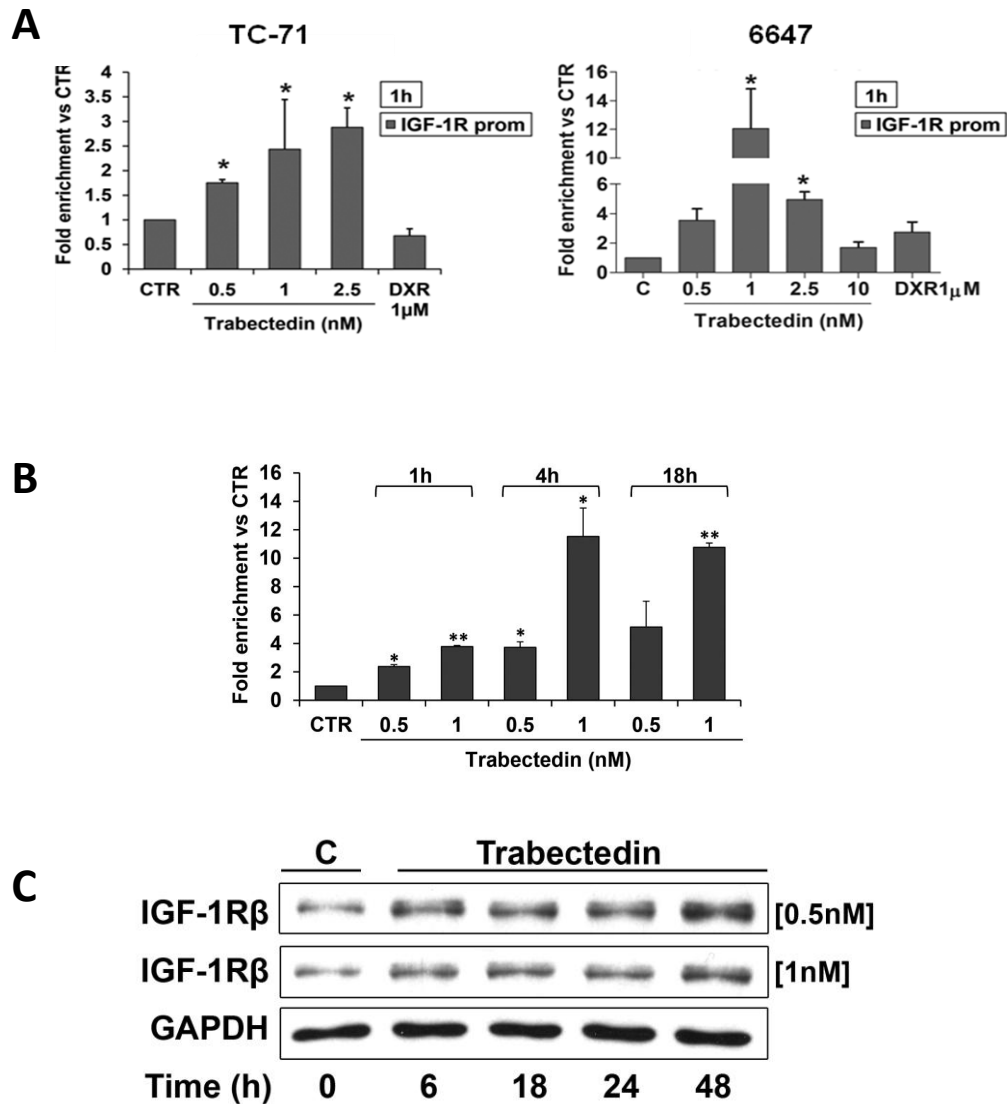 A
TC-71
Fold enrichment vs CTR
4
3.5
3
2.5
2
1.5
1
0.5
0
*
*
*
1h
IGF-1R prom
CTR 0.5 1 2.5 DXR
1µM
Trabectedin (nM)
6647
Fold enrichment vs CTR
16
14
12
10
6
4
2
0
*
*
1h
IGF-1R prom
C 0.5 1 2.5 10 DXR1µM
Trabectedin (nM)
B
Fold enrichment vs CTR
16
14
12
10
8
6
4
2
0
1h 4h 18h
* ** * * **
CTR 0.5 1 0.5 1 0.5 1
Trabectedin (nM)
C
C Trabectedin
IGF-1Rβ [0.5nM]
IGF-1Rβ [1nM]
GAPDH
Time (h) 0 6 18 24 48